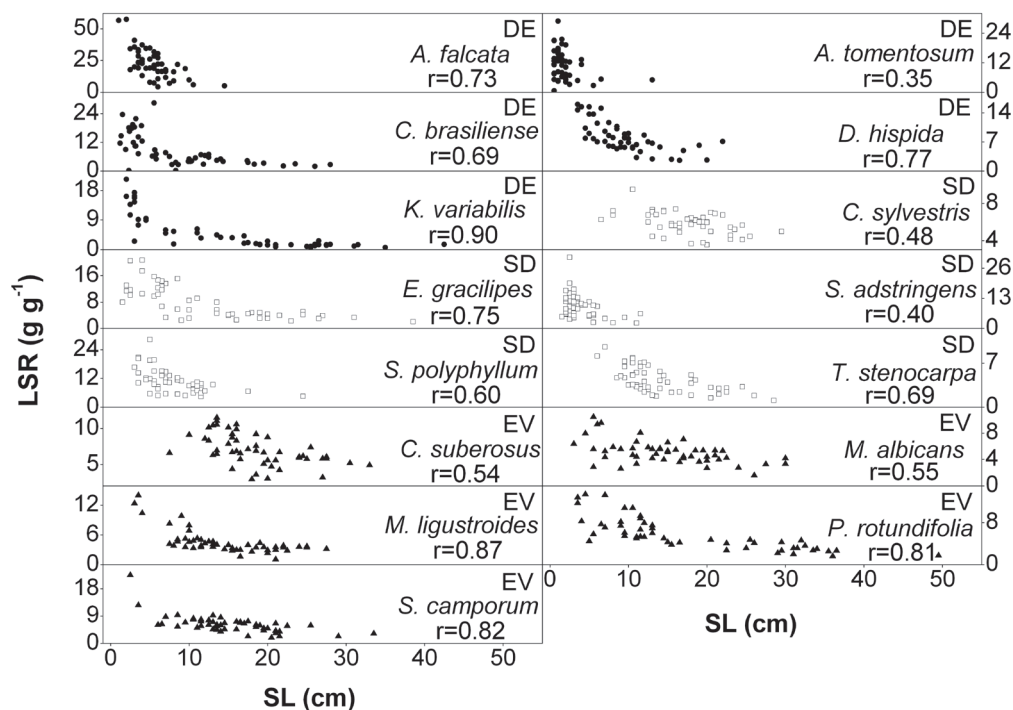 DE
A. falcata
r=0.73
50
25
0
DE
A. tomentosum
r=0.35
24
12
0
DE
C. brasiliense
r=0.69
24
12
0
DE
D. hispida
r=0.77
14
7
0
DE
K. variabilis
r=0.90
18
9
0
SD
C. sylvestris
r=0.48
8
4
SD
E. gracilipes
r=0.75
16
8
0
SD
S. adstringens
r=0.40
26
13
0
SD
S. polyphyllum
r=0.60
24
12
0
SD
T. stenocarpa
r=0.69
7
0
EV
C. suberosus
r=0.54
10
5
EV
M. albicans
r=0.55
8
4
0
EV
M. ligustroides
r=0.87
12
6
0
EV
P. rotundifolia
r=0.81
8
0
EV
S. camporum
r=0.82
18
9
0
0 10 20 30 40 50
0 10 20 30 40 50
LSR (g g⁻¹)
SL (cm)
SL (cm)